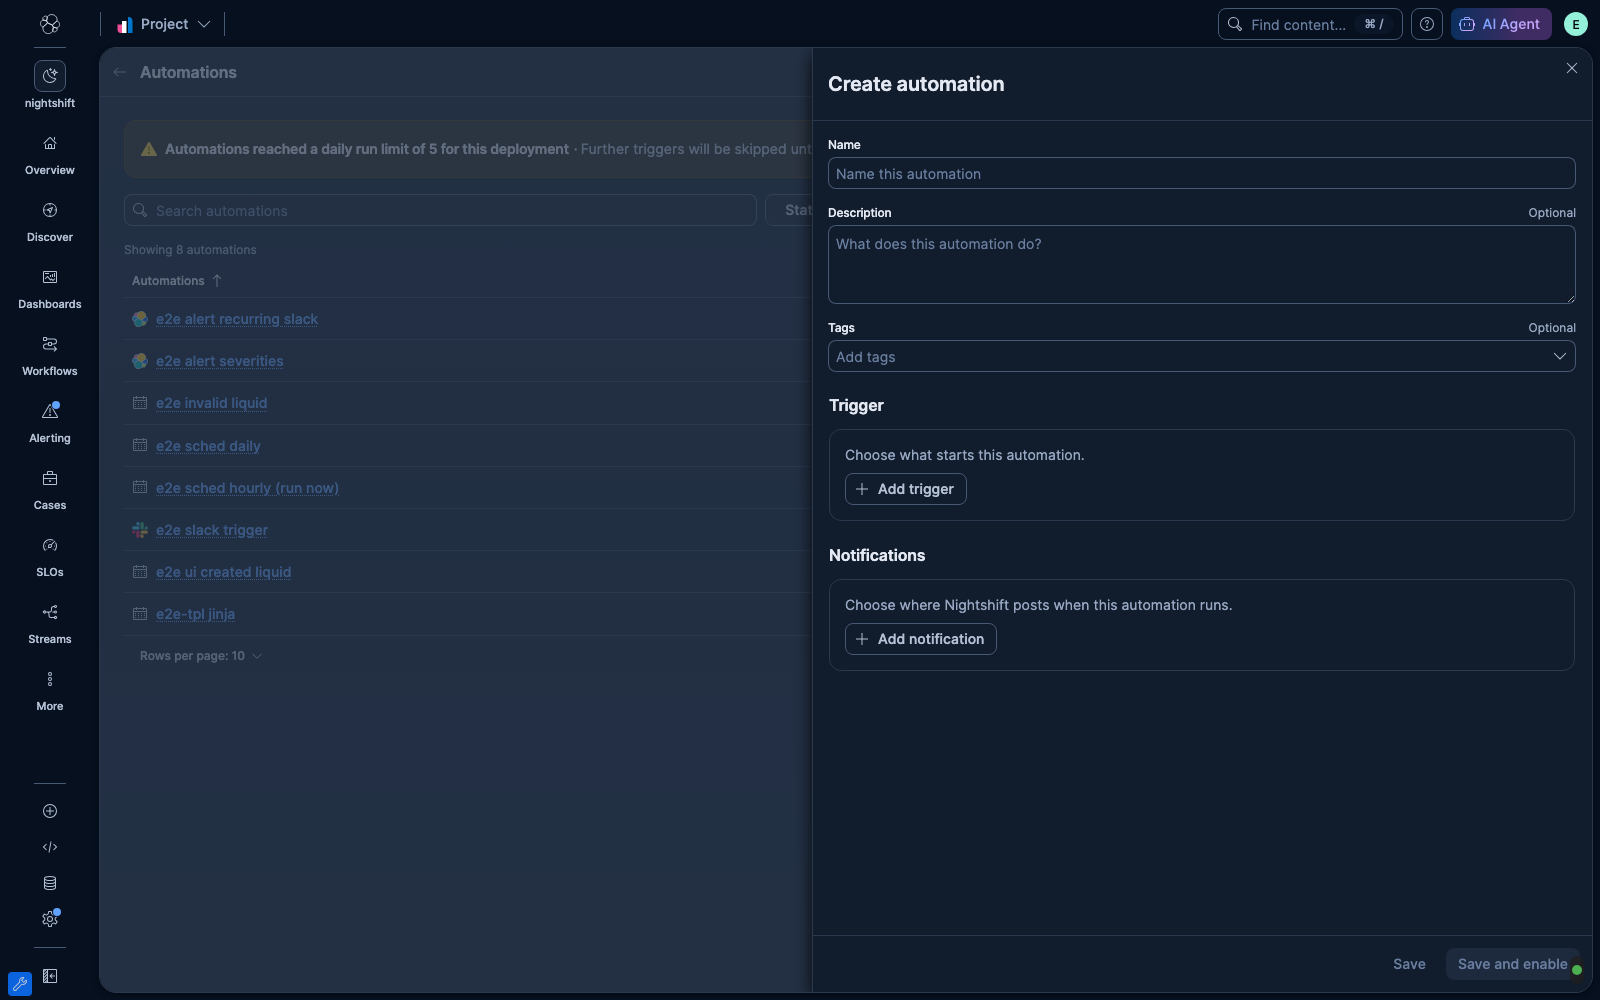 Project
Find content...
⌘ /
AI Agent
E
nightshift
Overview
Discover
Dashboards
Workflows
Alerting
Cases
SLOs
Streams
More
Automations
Automations reached a daily run limit of 5 for this deployment · Further triggers will be skipped unt
Search automations
Stat
Showing 8 automations
Automations
e2e alert recurring slack
e2e alert severities
e2e invalid liquid
e2e sched daily
e2e sched hourly (run now)
e2e slack trigger
e2e ui created liquid
e2e-tpl jinja
Rows per page: 10
Create automation
Name
Name this automation
Description
Optional
What does this automation do?
Tags
Optional
Add tags
Trigger
Choose what starts this automation.
Add trigger
Notifications
Choose where Nightshift posts when this automation runs.
Add notification
Save
Save and enable